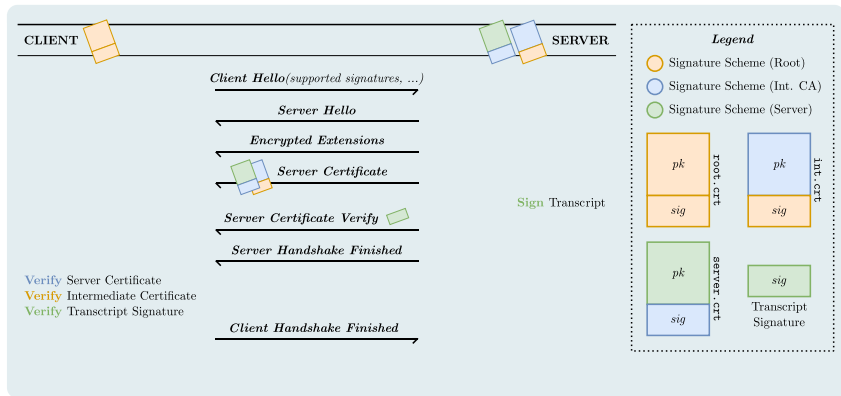 CLIENT
SERVER
Client Hello(supported signatures, ...)
Server Hello
Encrypted Extensions
Server Certificate
Sign Transcript
Server Certificate Verify
Server Handshake Finished
Verify Server Certificate
Verify Intermediate Certificate
Verify Transctript Signature
Client Handshake Finished
Legend
Signature Scheme (Root)
Signature Scheme (Int. CA)
Signature Scheme (Server)
pk
sig
root.crt
pk
sig
int.crt
pk
sig
server.crt
sig
Transcript
Signature